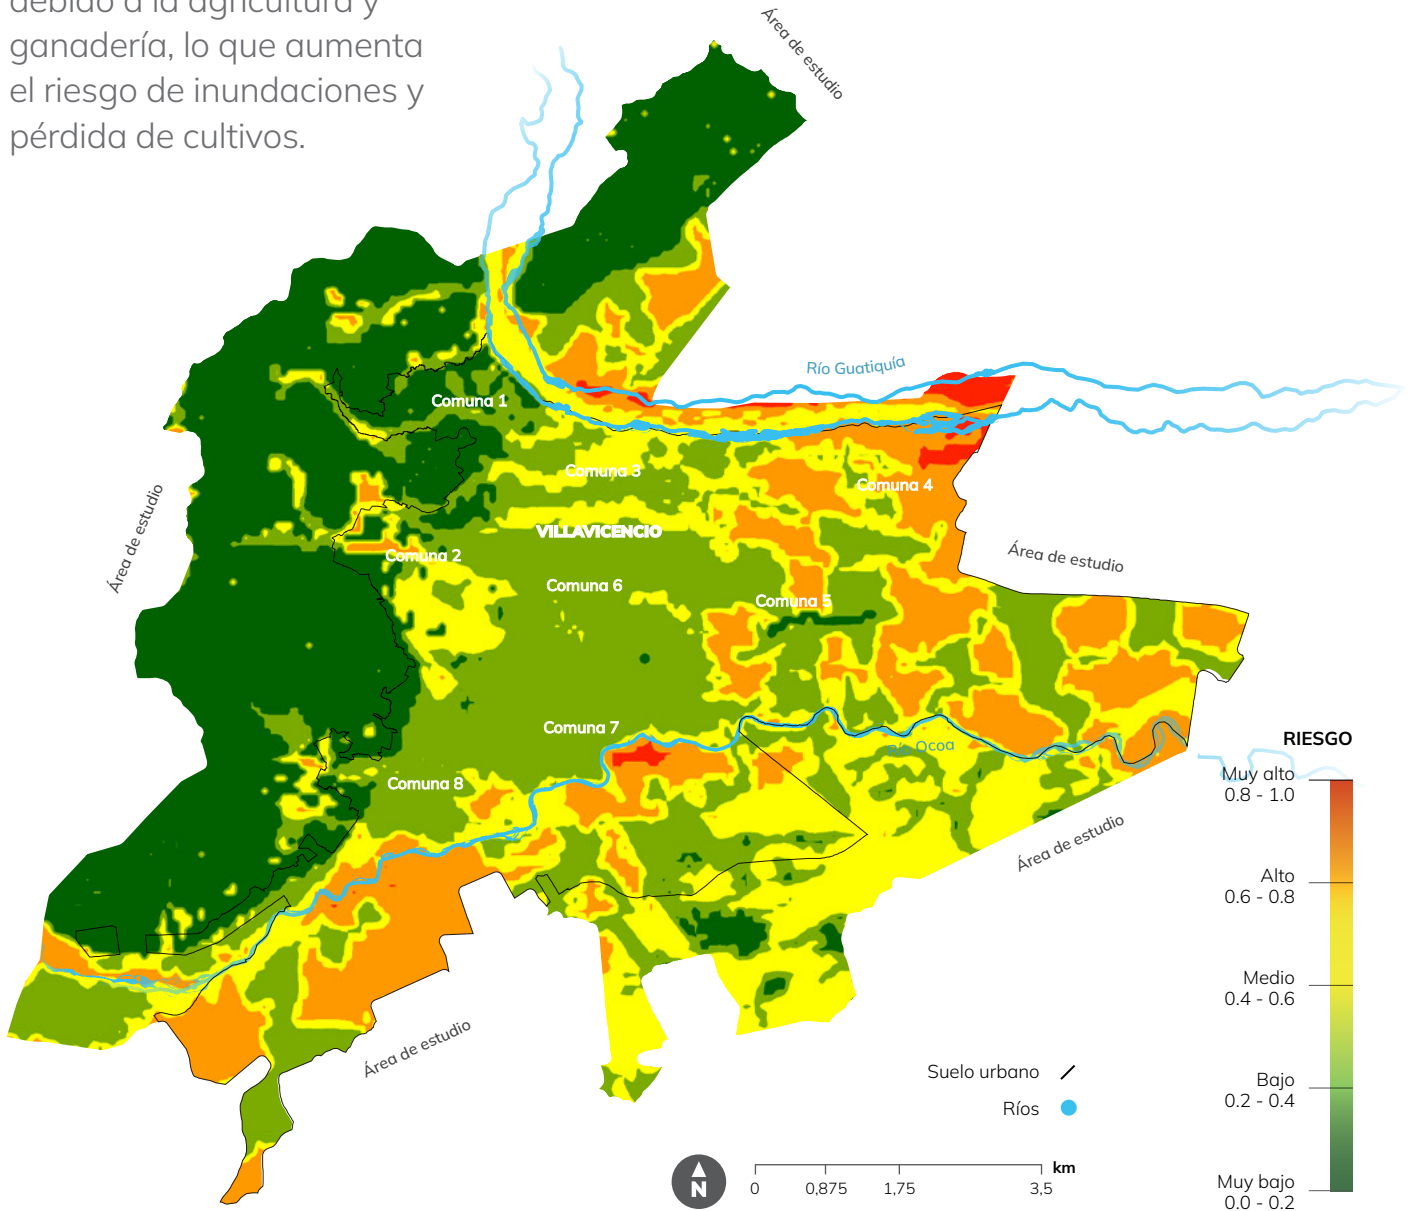 debido a la agricultura y
ganadería, lo que aumenta
el riesgo de inundaciones y
pérdida de cultivos.
Área de estudio
Río Guatiquía
Comuna 1
Comuna 3
Comuna 4
Área de estudio
VILLAVICENCIO
Comuna 2
Área de estudio
Comuna 6
Comuna 5
Comuna 7
Río Ocoa
Comuna 8
Área de estudio
Área de estudio
RIESGO
Muy alto
0.8 - 1.0
Alto
0.6 - 0.8
Medio
0.4 - 0.6
Bajo
0.2 - 0.4
Muy bajo
0.0 - 0.2
Suelo urbano
Ríos
N
km
0 0,875 1,75 3,5